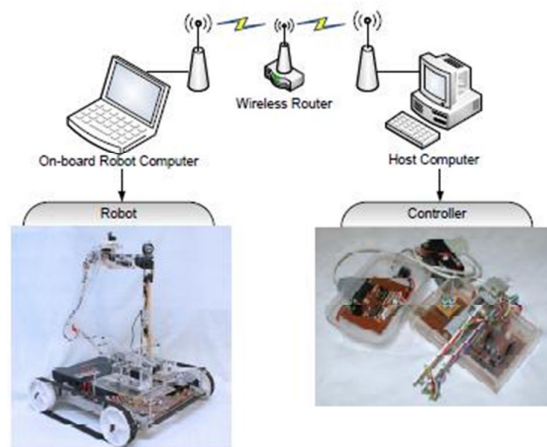 Wireless Router
On-board Robot Computer
Host Computer
Robot
Controller